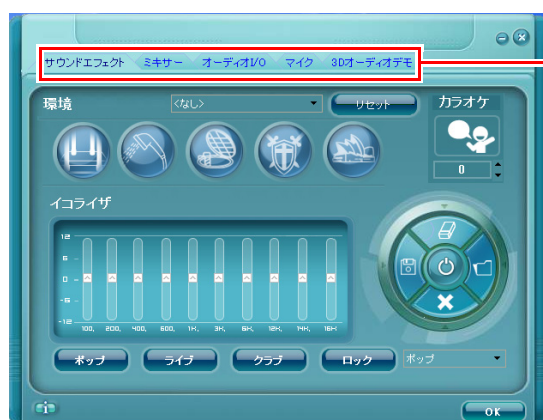 サウンドエフェクト ミキサー オーディオI/O マイク 3Dオーディオデモ
環境 <なし> リセット カラオケ
0
イコライザ
12
6
0
-6
-12
100, 200, 400, 600, 1K, 3K, 6K, 12K, 14K, 16K
ポップ ライブ クラブ ロック ポップ
i OK